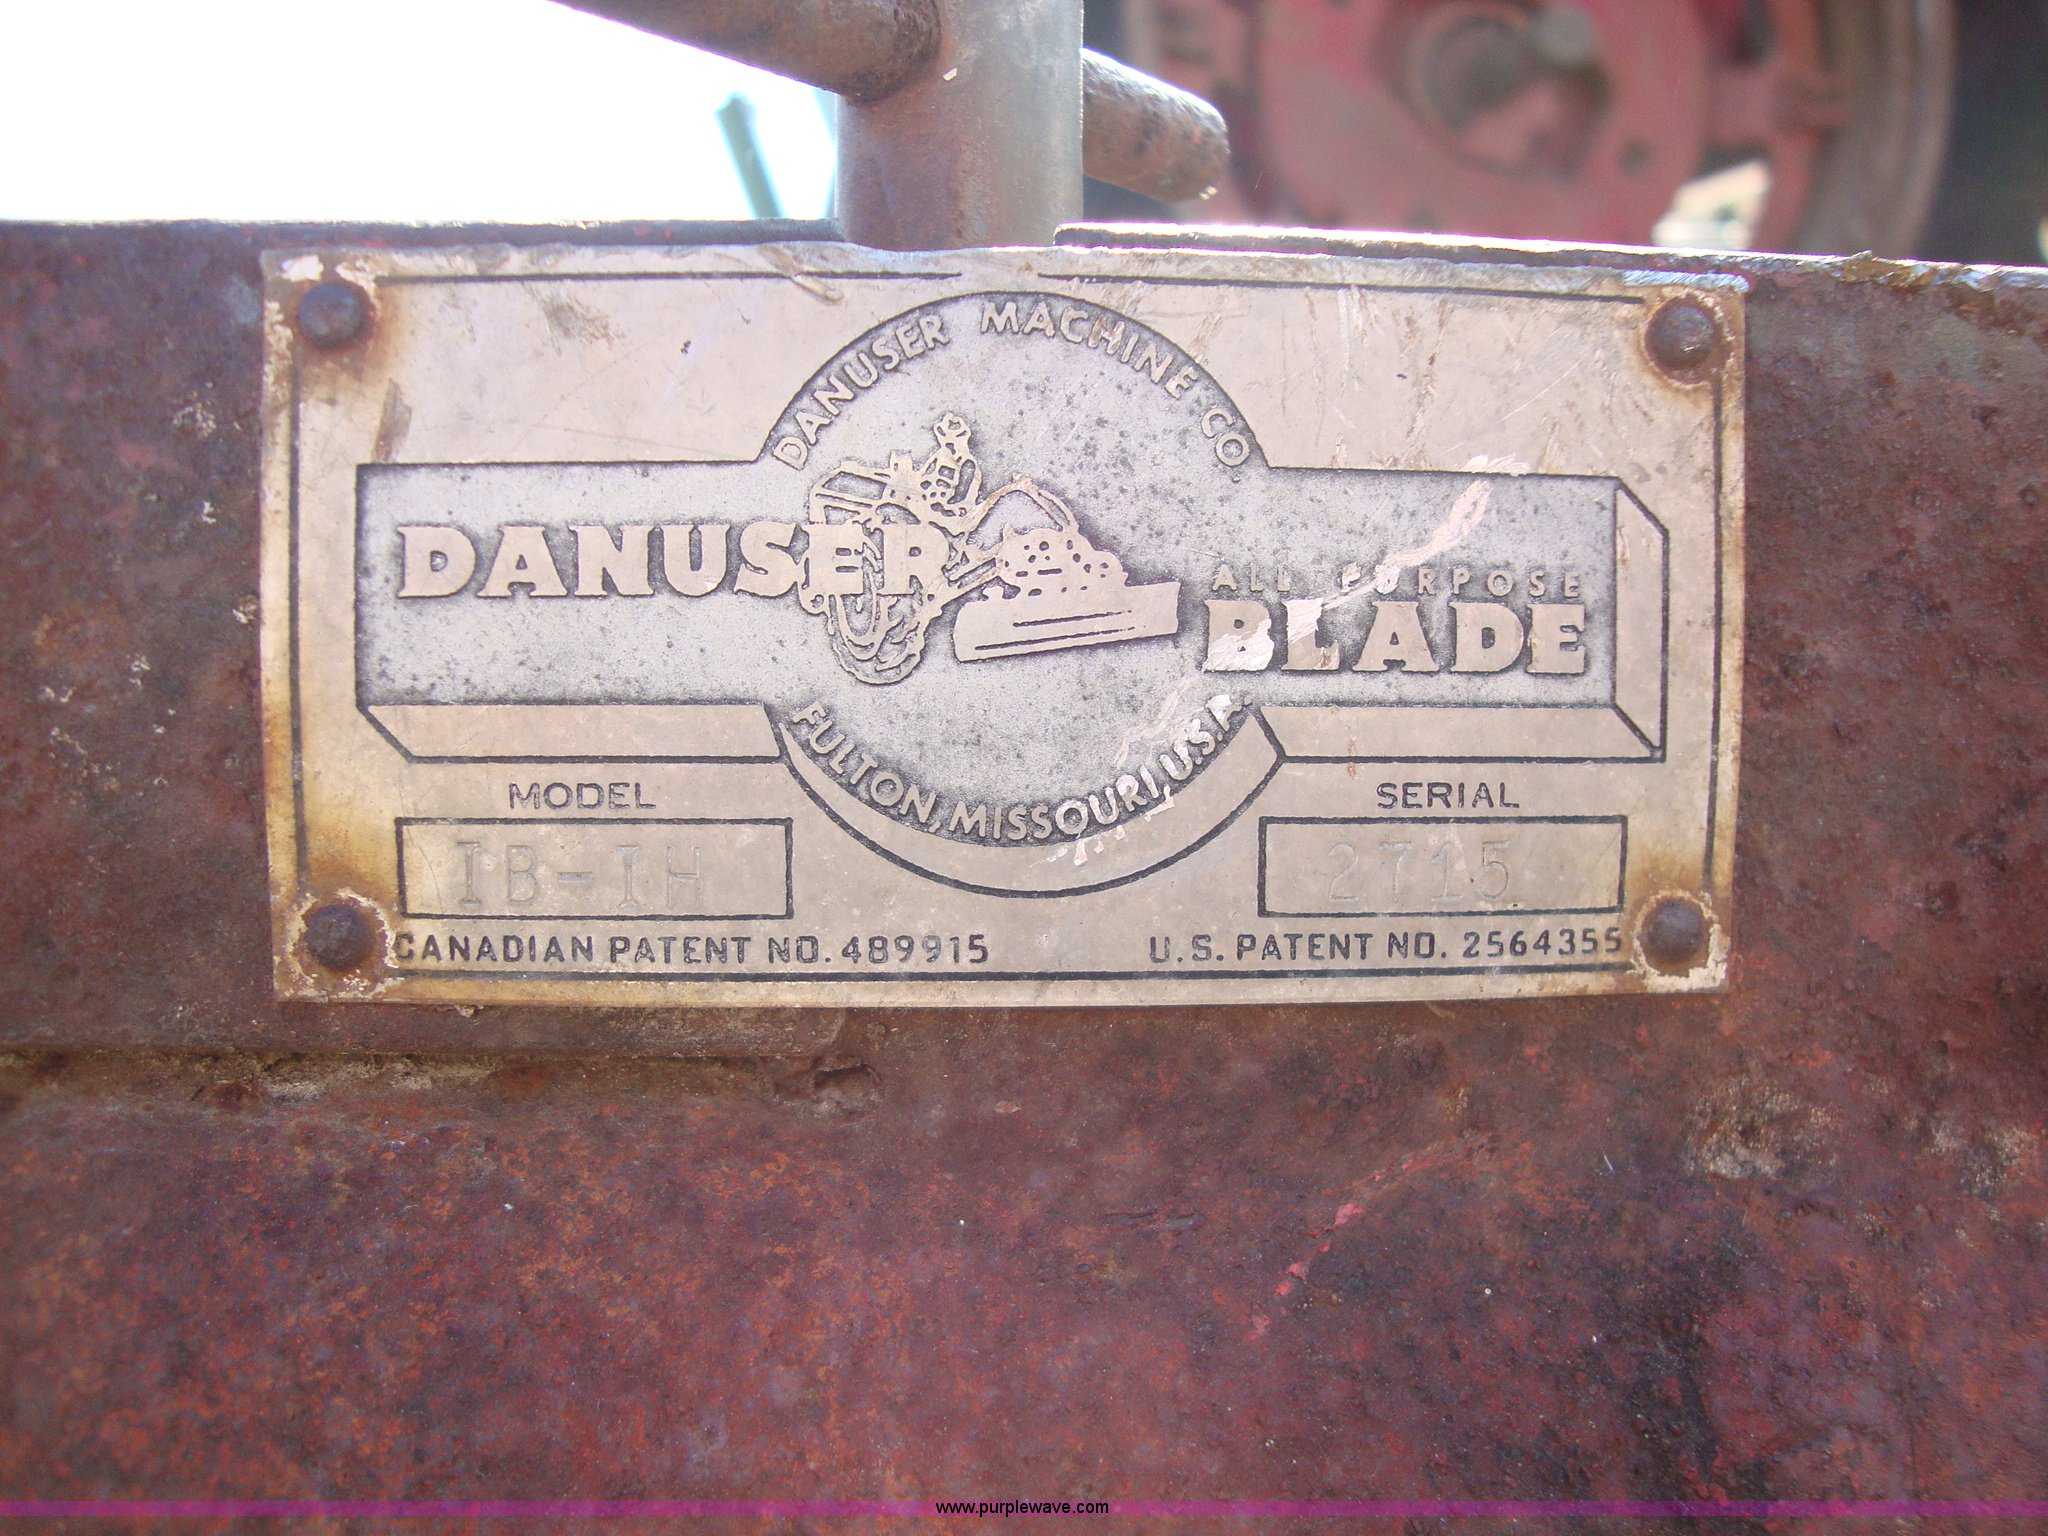 DANUSER MACHINE CO.
DANUSER
ALL PURPOSE
BLADE
FULTON, MISSOURI, U.S.A.
MODEL
SERIAL
IB-IH
2715
CANADIAN PATENT NO. 489915
U.S. PATENT NO. 2564355
www.purplewave.com